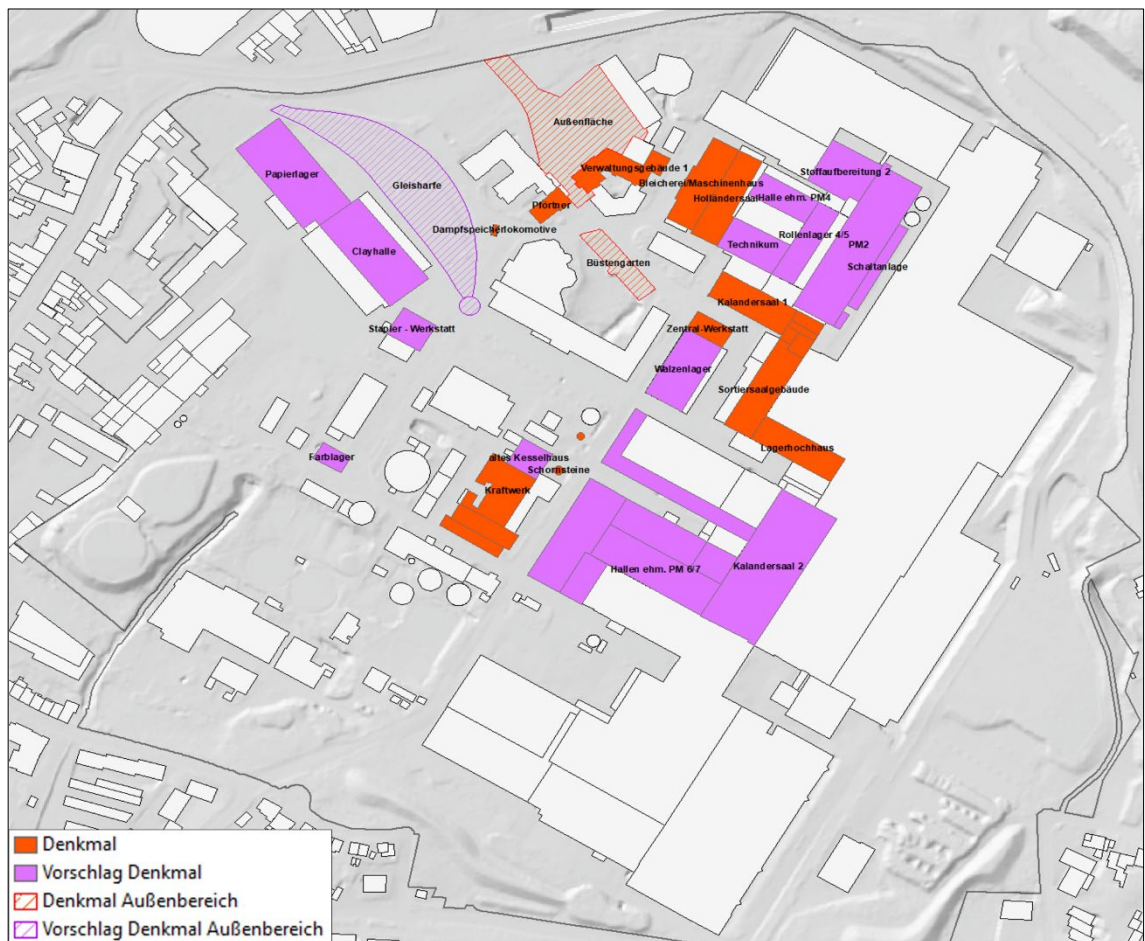 Außenfläche
Verwaltungsgebäude 1
Stoffaufbereitung 2
Papierlager
Bleicherei/Maschinenhaus
Gleisharfe
Holländersaal
Halle ehm. PM4
Pförtner
Dampfspeicherlokomotive
Rollenlager 4/5
Clayhalle
Technikum
PM2
Büstengarten
Schaltanlage
Kalandersaal 1
Stapler - Werkstatt
Zentral-Werkstatt
Walzenlager
Sortiersaalgebäude
Lagerhochhaus
Farblager
altes Kesselhaus
Schornsteine
Kraftwerk
Hallen ehm. PM 6/7
Kalandersaal 2
Denkmal
Vorschlag Denkmal
Denkmal Außenbereich
Vorschlag Denkmal Außenbereich